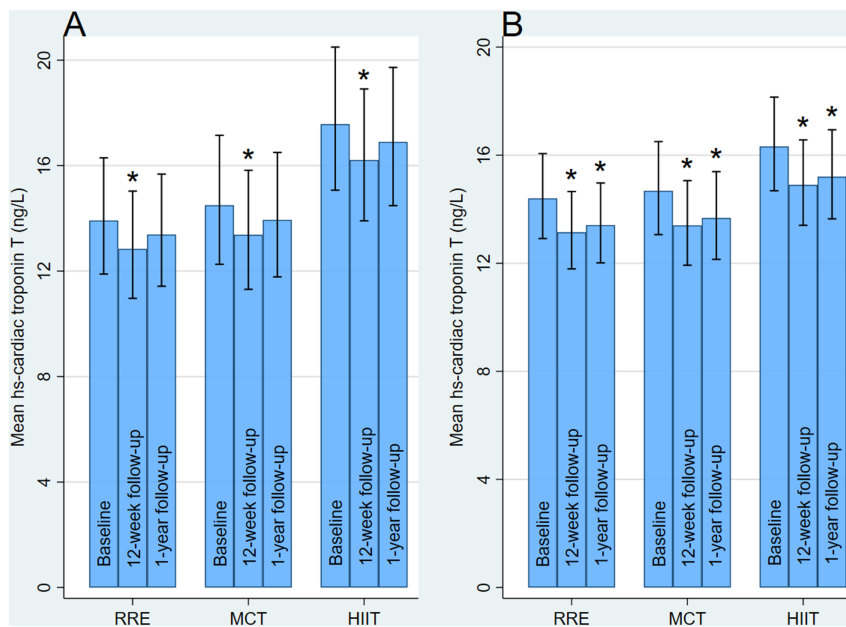 A
Mean hs-cardiac troponin T (ng/L)
20
16
12
8
4
0
*
*
*
Baseline
12-week follow-up
1-year follow-up
Baseline
12-week follow-up
1-year follow-up
Baseline
12-week follow-up
1-year follow-up
RRE
MCT
HIIT
B
Mean hs-cardiac troponin T (ng/L)
20
16
12
8
4
0
*
*
*
*
*
*
Baseline
12-week follow-up
1-year follow-up
Baseline
12-week follow-up
1-year follow-up
Baseline
12-week follow-up
1-year follow-up
RRE
MCT
HIIT